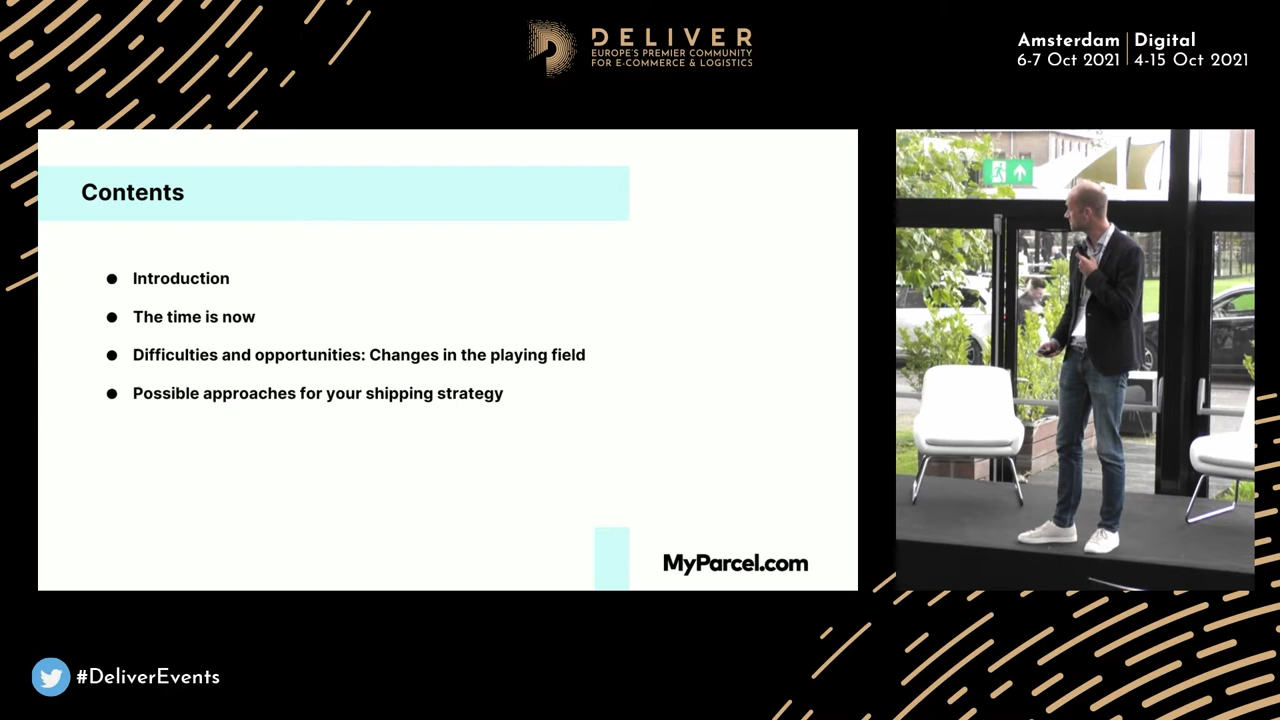 DELIVER
EUROPE'S PREMIER COMMUNITY
FOR E-COMMERCE & LOGISTICS
Amsterdam | Digital
6-7 Oct 2021 | 4-15 Oct 2021
Contents
● Introduction
● The time is now
● Difficulties and opportunities: Changes in the playing field
● Possible approaches for your shipping strategy
MyParcel.com
#DeliverEvents